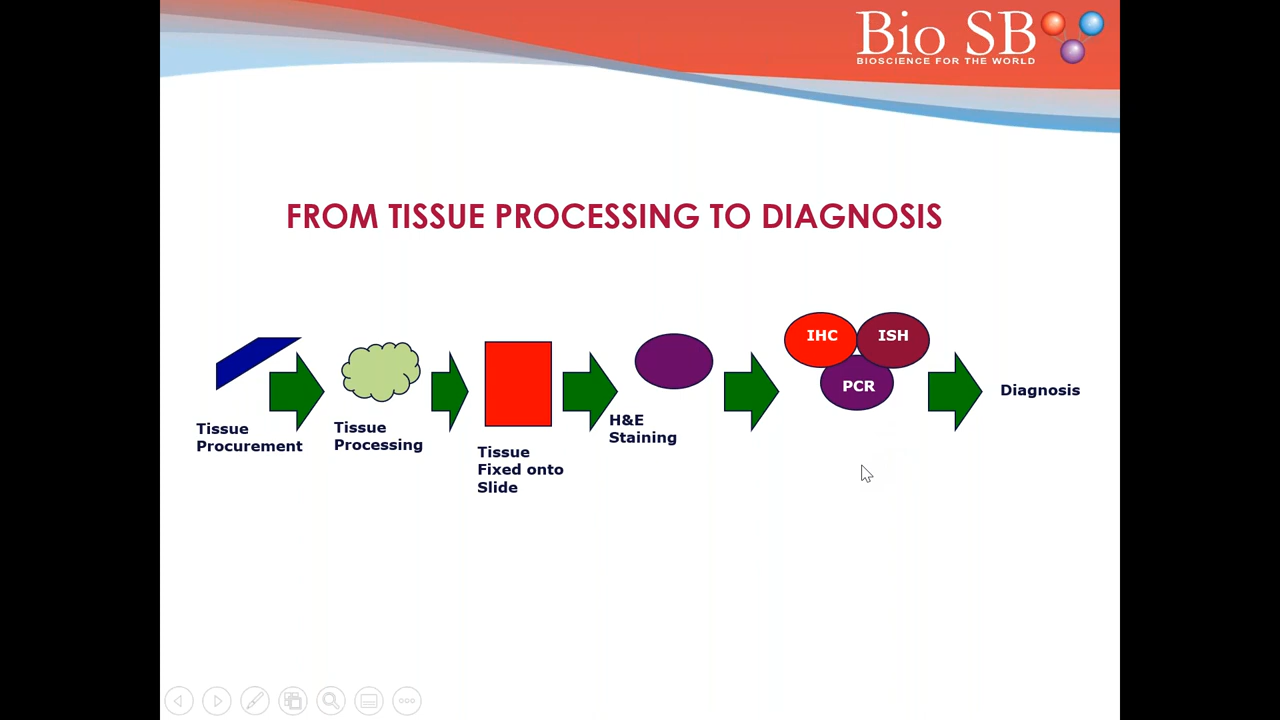 Bio SB
BIOSCIENCE FOR THE WORLD
FROM TISSUE PROCESSING TO DIAGNOSIS
Tissue
Procurement
Tissue
Processing
Tissue
Fixed onto
Slide
H&E
Staining
IHC
ISH
PCR
Diagnosis